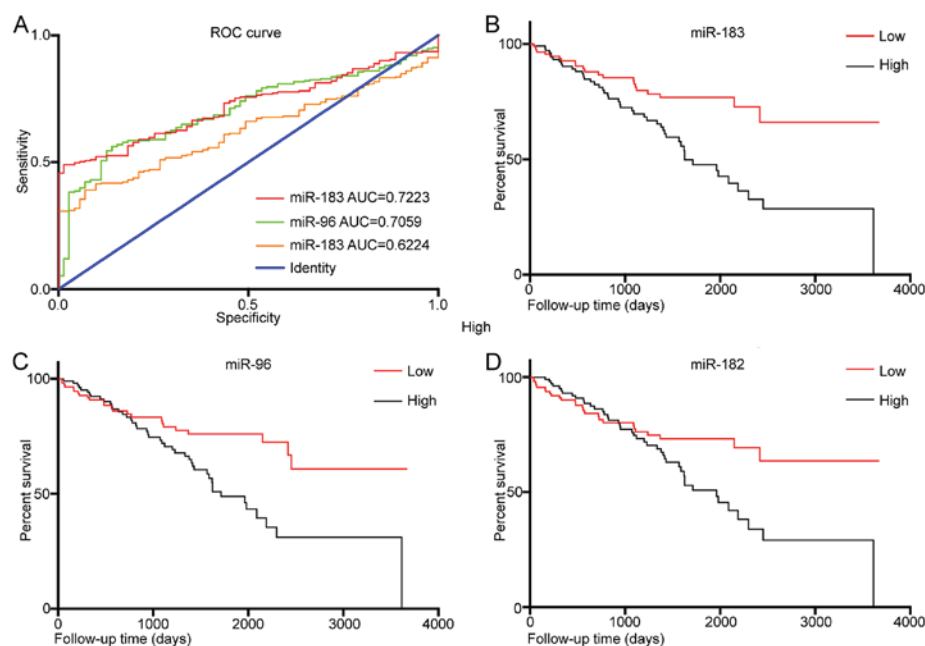 A
ROC curve
1.0
Sensitivity
0.5
0.0
miR-183 AUC=0.7223
miR-96 AUC=0.7059
miR-183 AUC=0.6224
Identity
0.0
0.5
1.0
Specificity
High
B
miR-183
Low
High
Percent survival
100
50
0
0
1000
2000
3000
4000
Follow-up time (days)
C
miR-96
Low
High
Percent survival
100
50
0
0
1000
2000
3000
4000
Follow-up time (days)
D
miR-182
Low
High
Percent survival
100
50
0
0
1000
2000
3000
4000
Follow-up time (days)